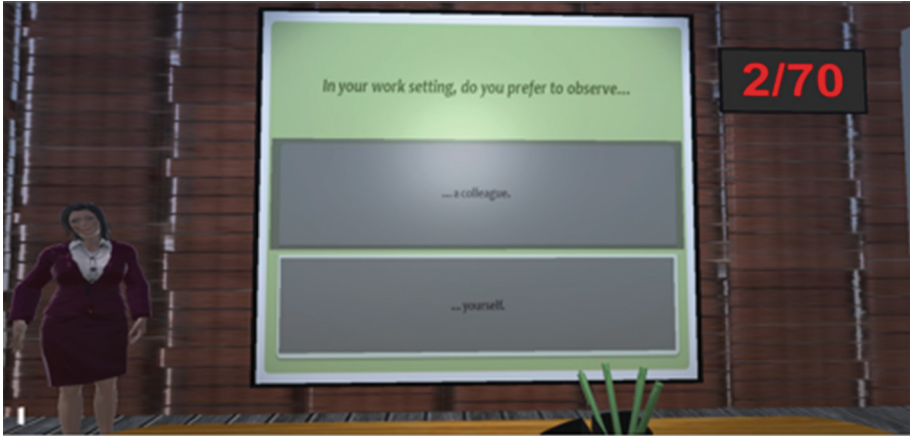 In your work setting, do you prefer to observe...
2/70
...a colleague.
...yourself.